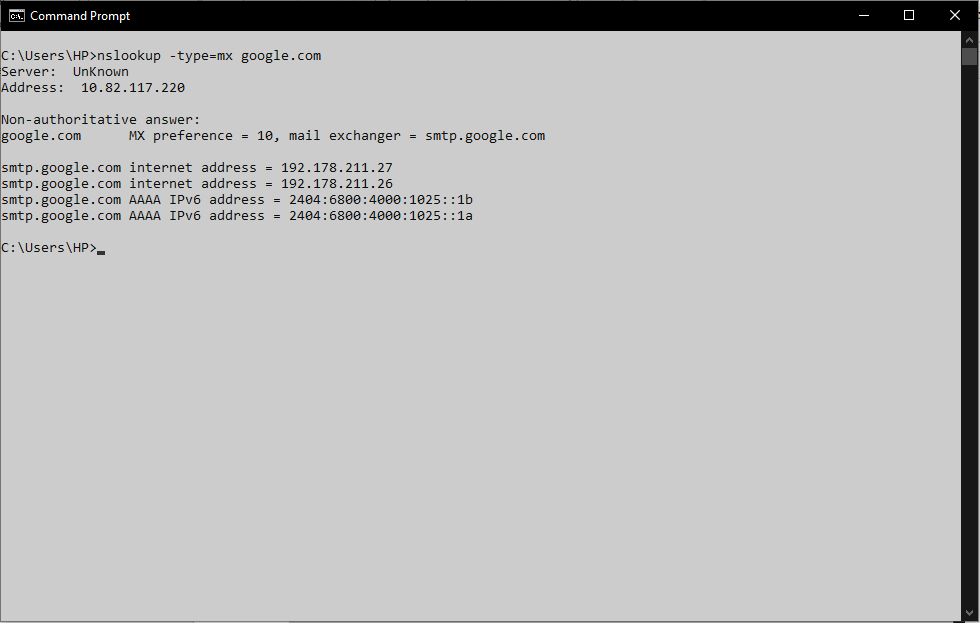 Command Prompt
C:\Users\HP>nslookup -type=mx google.com
Server:  UnKnown
Address:  10.82.117.220
Non-authoritative answer:
google.com      MX preference = 10, mail exchanger = smtp.google.com
smtp.google.com internet address = 192.178.211.27
smtp.google.com internet address = 192.178.211.26
smtp.google.com AAAA IPv6 address = 2404:6800:4000:1025::1b
smtp.google.com AAAA IPv6 address = 2404:6800:4000:1025::1a
C:\Users\HP>